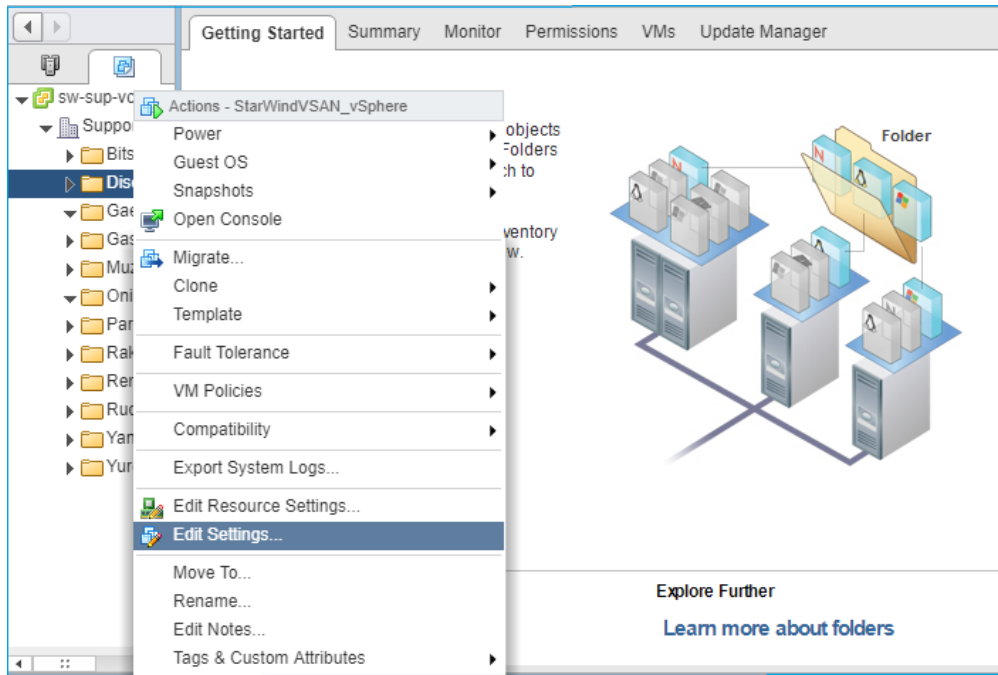 Getting Started
Summary
Monitor
Permissions
VMs
Update Manager
sw-sup-vc
Suppo
Bits
Disc
Gae
Gas
Muz
Oni
Par
Rak
Rer
Ruc
Yan
Yur
Actions - StarWindVSAN_vSphere
Power
Guest OS
Snapshots
Open Console
Migrate...
Clone
Template
Fault Tolerance
VM Policies
Compatibility
Export System Logs...
Edit Resource Settings...
Edit Settings...
Move To...
Rename...
Edit Notes...
Tags & Custom Attributes
objects
Folders
ch to
ventory
w.
Folder
Explore Further
Learn more about folders